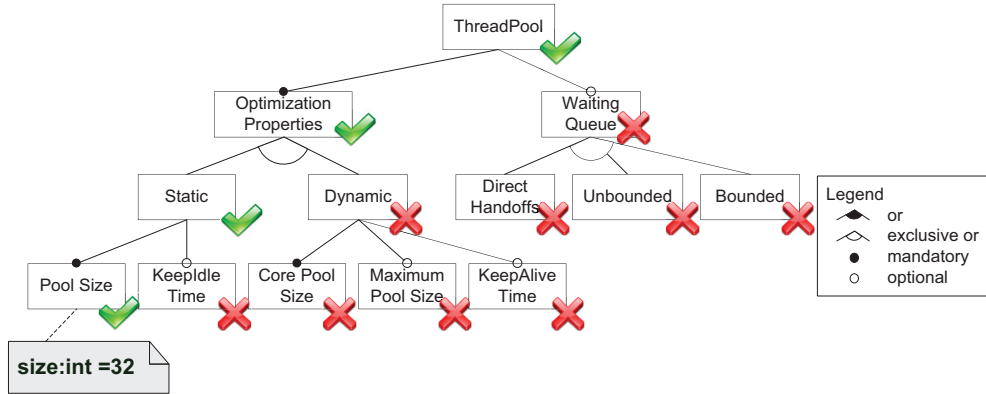 ThreadPool
Optimization
Properties
Waiting
Queue
Static
Dynamic
Direct
Handoffs
Unbounded
Bounded
Pool Size
KeepIdle
Time
Core Pool
Size
Maximum
Pool Size
KeepAlive
Time
size:int =32
Legend
or
exclusive or
mandatory
optional